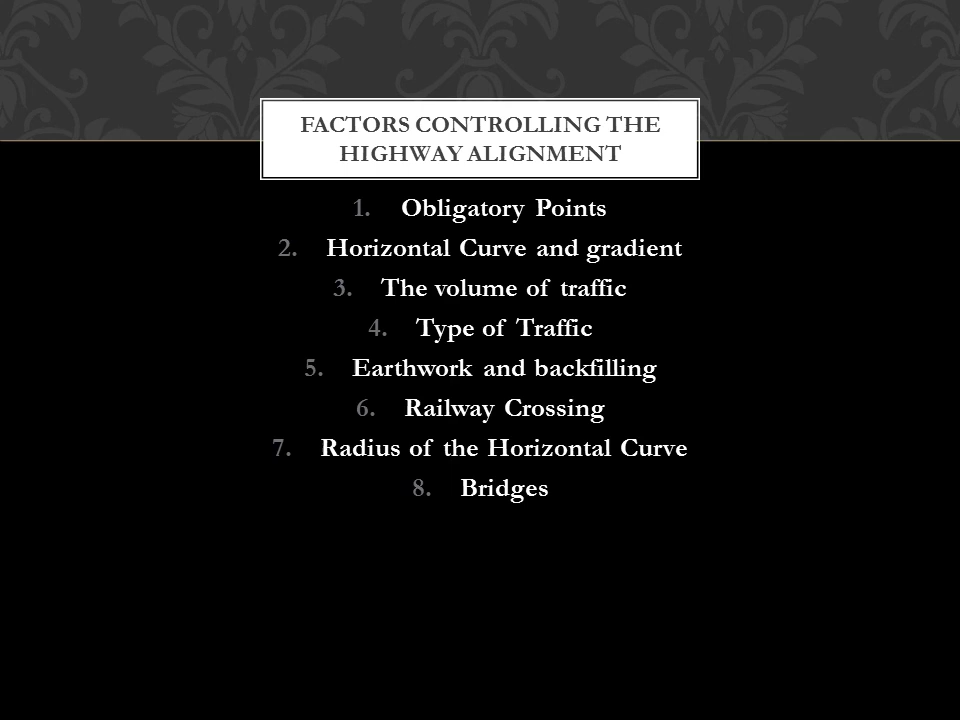 FACTORS CONTROLLING THE
HIGHWAY ALIGNMENT
1. Obligatory Points
2. Horizontal Curve and gradient
3. The volume of traffic
4. Type of Traffic
5. Earthwork and backfilling
6. Railway Crossing
7. Radius of the Horizontal Curve
8. Bridges